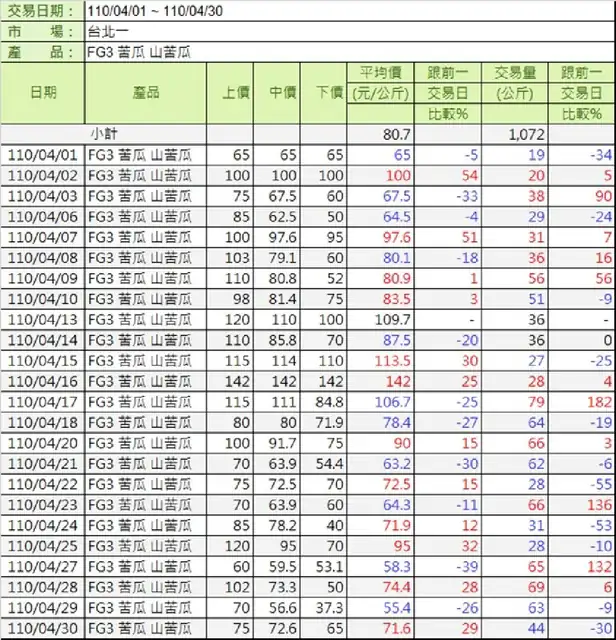 交易日期： 110/04/01 ~ 110/04/30
市 場： 台北一
產 品： FG3 苦瓜 山苦瓜
日期 產品 上價 中價 下價 平均價 (元/公斤) 跟前一 交易日 比較% 交易量 (公斤) 跟前一 交易日 比較%
小計 80.7 1,072
110/04/01 FG3 苦瓜 山苦瓜 65 65 65 65 -5 19 -34
110/04/02 FG3 苦瓜 山苦瓜 100 100 100 100 54 20 5
110/04/03 FG3 苦瓜 山苦瓜 75 67.5 60 67.5 -33 38 90
110/04/06 FG3 苦瓜 山苦瓜 85 62.5 50 64.5 -4 29 -24
110/04/07 FG3 苦瓜 山苦瓜 100 97.6 95 97.6 51 31 7
110/04/08 FG3 苦瓜 山苦瓜 103 79.1 60 80.1 -18 36 16
110/04/09 FG3 苦瓜 山苦瓜 110 80.8 52 80.9 1 56 56
110/04/10 FG3 苦瓜 山苦瓜 98 81.4 75 83.5 3 51 -9
110/04/13 FG3 苦瓜 山苦瓜 120 110 100 109.7 - 36 -
110/04/14 FG3 苦瓜 山苦瓜 110 85.8 70 87.5 -20 36 0
110/04/15 FG3 苦瓜 山苦瓜 115 114 110 113.5 30 27 -25
110/04/16 FG3 苦瓜 山苦瓜 142 142 142 142 25 28 4
110/04/17 FG3 苦瓜 山苦瓜 115 111 84.8 106.7 -25 79 182
110/04/18 FG3 苦瓜 山苦瓜 80 80 71.9 78.4 -27 64 -19
110/04/20 FG3 苦瓜 山苦瓜 100 91.7 75 90 15 66 3
110/04/21 FG3 苦瓜 山苦瓜 70 63.9 54.4 63.2 -30 62 -6
110/04/22 FG3 苦瓜 山苦瓜 75 72.5 70 72.5 15 28 -55
110/04/23 FG3 苦瓜 山苦瓜 70 63.9 60 64.3 -11 66 136
110/04/24 FG3 苦瓜 山苦瓜 85 78.2 40 71.9 12 31 -53
110/04/25 FG3 苦瓜 山苦瓜 120 95 70 95 32 28 -10
110/04/27 FG3 苦瓜 山苦瓜 60 59.5 53.1 58.3 -39 65 132
110/04/28 FG3 苦瓜 山苦瓜 102 73.3 50 74.4 28 69 6
110/04/29 FG3 苦瓜 山苦瓜 70 56.6 37.3 55.4 -26 63 -9
110/04/30 FG3 苦瓜 山苦瓜 75 72.6 65 71.6 29 44 -30